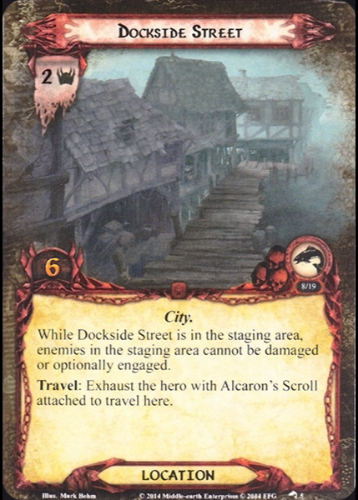 Dockside Street
2
6
8/19
City.
While Dockside Street is in the staging area,
enemies in the staging area cannot be damaged
or optionally engaged.
Travel: Exhaust the hero with Alcaron's Scroll
attached to travel here.
LOCATION
Illus. Mark Behm
© 2014 Middle-earth Enterprises © 2014 FFG